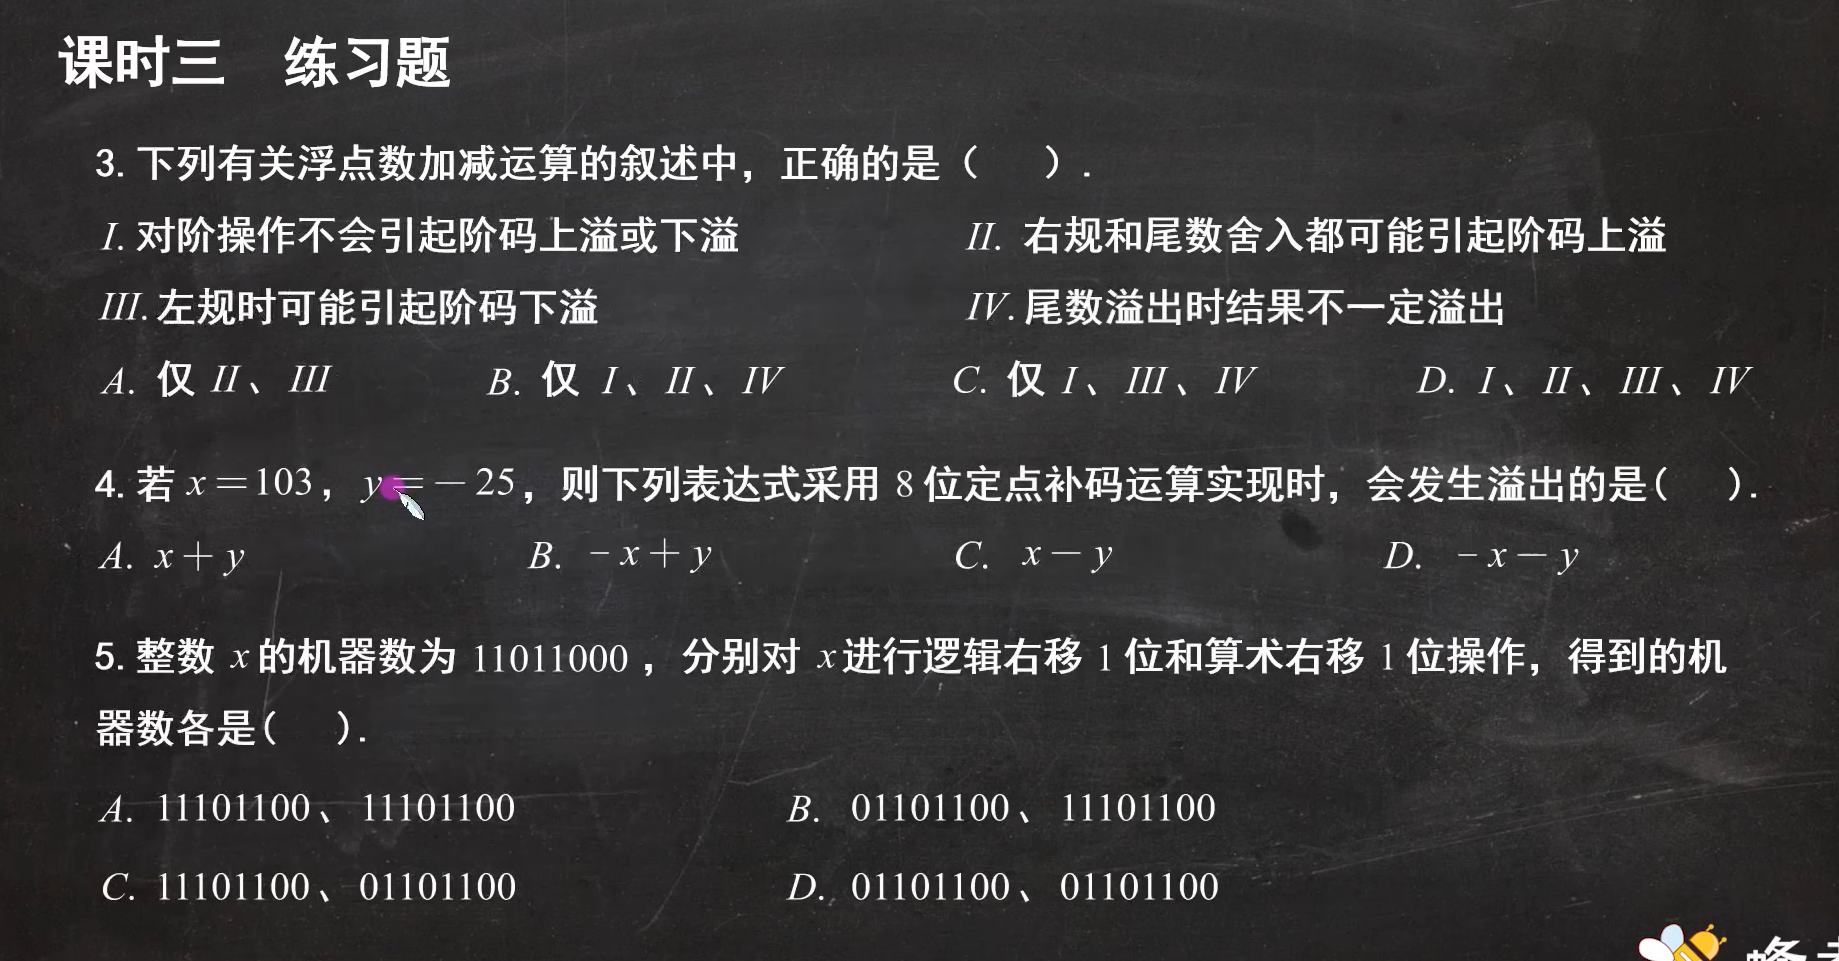 课时三 练习题
3. 下列有关浮点数加减运算的叙述中，正确的是（ ）.
I. 对阶操作不会引起阶码上溢或下溢 II. 右规和尾数舍入都可能引起阶码上溢
III. 左规时可能引起阶码下溢 IV. 尾数溢出时结果不一定溢出
A. 仅 II、III B. 仅 I、II、IV C. 仅 I、III、IV D. I、II、III、IV
4. 若 x=103，y=-25，则下列表达式采用 8 位定点补码运算实现时，会发生溢出的是( ).
A. x+y B. -x+y C. x-y D. -x-y
5. 整数 x 的机器数为 11011000，分别对 x 进行逻辑右移 1 位和算术右移 1 位操作，得到的机
器数各是( ).
A. 11101100、11101100 B. 01101100、11101100
C. 11101100、01101100 D. 01101100、01101100